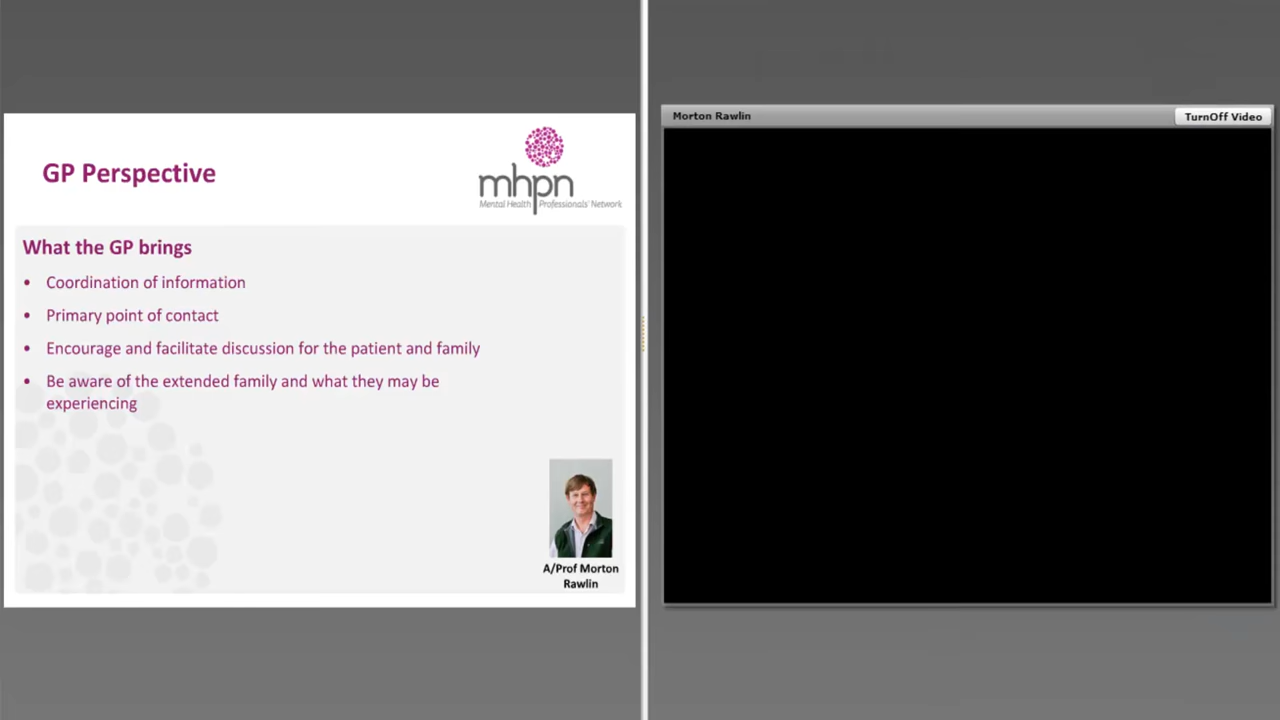 GP Perspective
mhpn
Mental Health Professionals' Network
What the GP brings
• Coordination of information
• Primary point of contact
• Encourage and facilitate discussion for the patient and family
• Be aware of the extended family and what they may be
experiencing
A/Prof Morton
Rawlin
Morton Rawlin
TurnOff Video